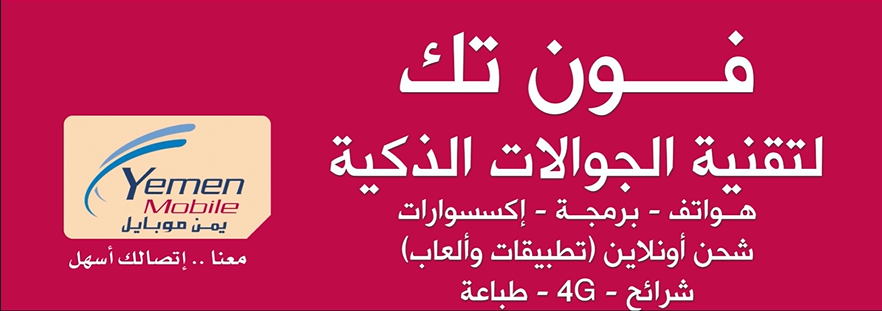 فـــون تك
لتقنية الجوالات الذكية
هـواتف - برمجـة - إكسسوارات
شحن أونلاين (تطبيقات وألعاب)
شرائح - 4G - طباعة
Yemen
Mobile
يمن موبايل
معنا .. إتصالك أسهل